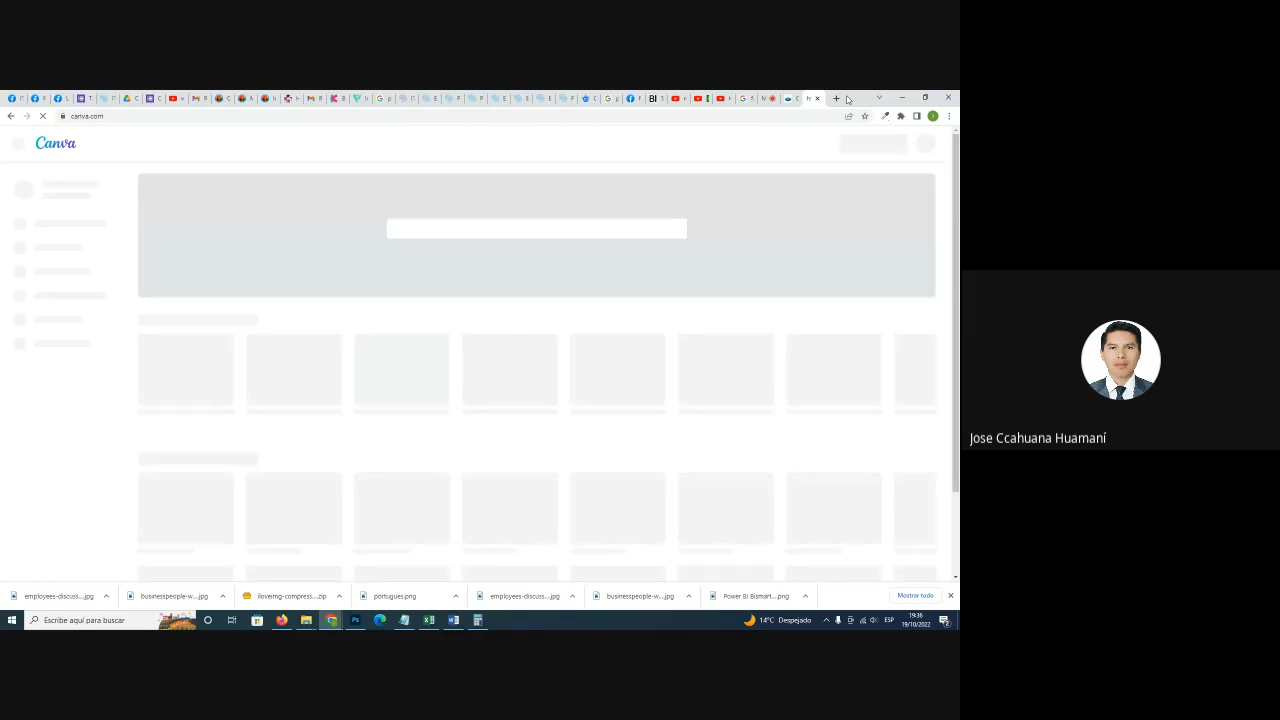 canva.com
Canva
Jose Ccahuana Huamaní
employees-discuss....jpg
businesspeople-w....jpg
iloveimg-compress....zip
portugues.png
employees-discuss....jpg
businesspeople-w....jpg
Power BI Bismart....png
Mostrar todo
Escribe aquí para buscar
14°C Despejado
ESP
19:36
19/10/2022